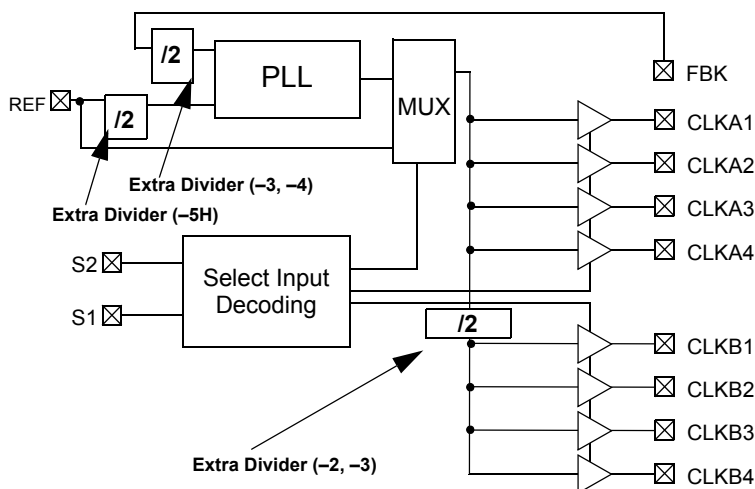 /2
PLL
FBK
REF
/2
MUX
CLKA1
CLKA2
Extra Divider (–3, –4)
CLKA3
Extra Divider (–5H)
CLKA4
S2
Select Input
Decoding
S1
/2
CLKB1
CLKB2
CLKB3
Extra Divider (–2, –3)
CLKB4